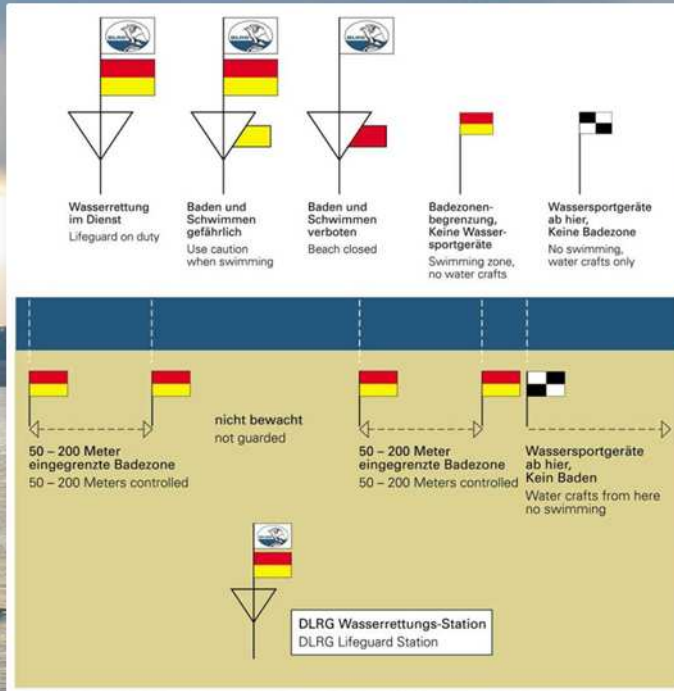 Wasserrettung
im Dienst
Lifeguard on duty
Baden und
Schwimmen
gefährlich
Use caution
when swimming
Baden und
Schwimmen
verboten
Beach closed
Badezonen-
begrenzung,
Keine Wasser-
sportgeräte
Swimming zone,
no water crafts
Wassersportgeräte
ab hier,
Keine Badezone
No swimming,
water crafts only
50 – 200 Meter
eingegrenzte Badezone
50 – 200 Meters controlled
nicht bewacht
not guarded
50 – 200 Meter
eingegrenzte Badezone
50 – 200 Meters controlled
Wassersportgeräte
ab hier,
Kein Baden
Water crafts from here
no swimming
DLRG Wasserrettungs-Station
DLRG Lifeguard Station